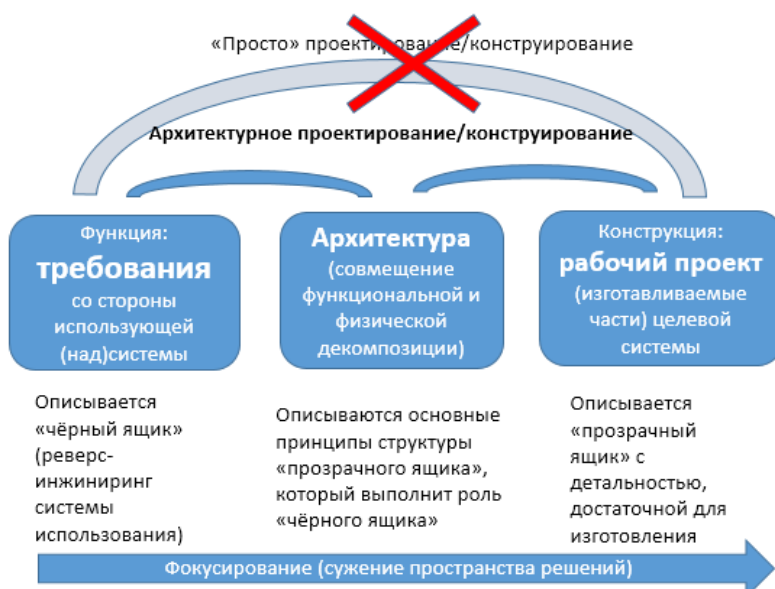 «Просто» проектирование/конструирование
Архитектурное проектирование/конструирование
Функция:
требования
со стороны
использующей
(над)системы
Архитектура
(совмещение
функциональной и
физической
декомпозиции)
Конструкция:
рабочий проект
(изготавливаемые
части) целевой
системы
Описывается
«чёрный ящик»
(реверс-
инжиниринг
системы
использования)
Описываются основные
принципы структуры
«прозрачного ящика»,
который выполнит роль
«чёрного ящика»
Описывается
«прозрачный
ящик» с
детальностью,
достаточной для
изготовления
Фокусирование (сужение пространства решений)